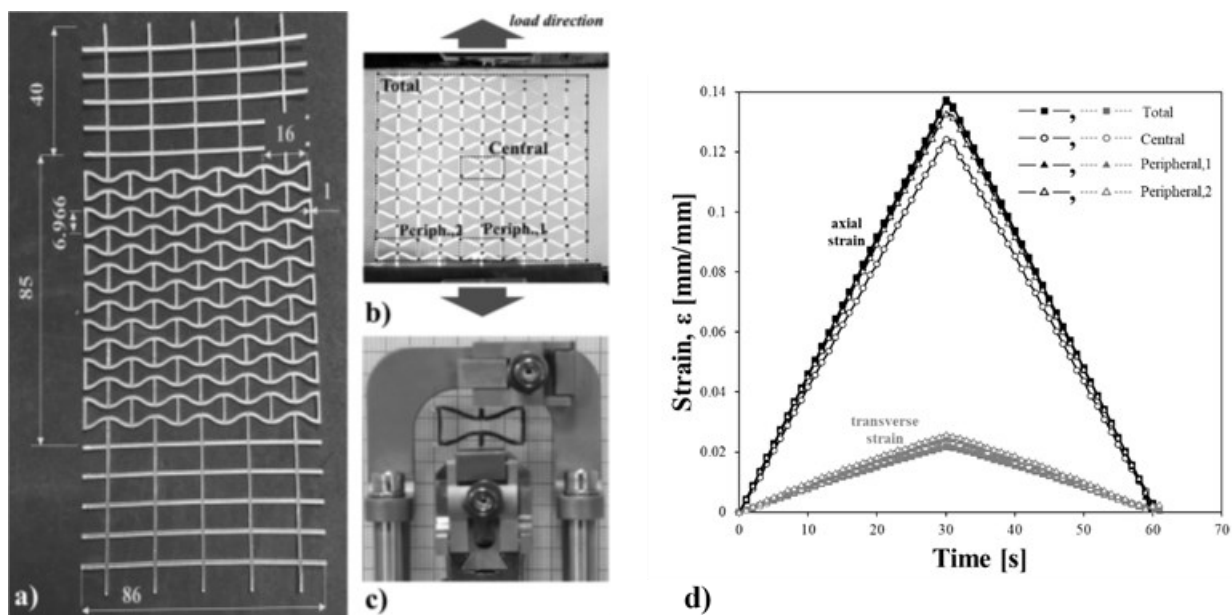 40
16
1
6.966
85
86
a)
load direction
Total
Central
Periph.,2
Periph.,1
b)
c)
0.14
0.12
0.1
0.08
0.06
0.04
0.02
0
0
10
20
30
40
50
60
70
Strain, ε [mm/mm]
Time [s]
axial
strain
transverse
strain
, Total
, Central
, Peripheral,1
, Peripheral,2
d)